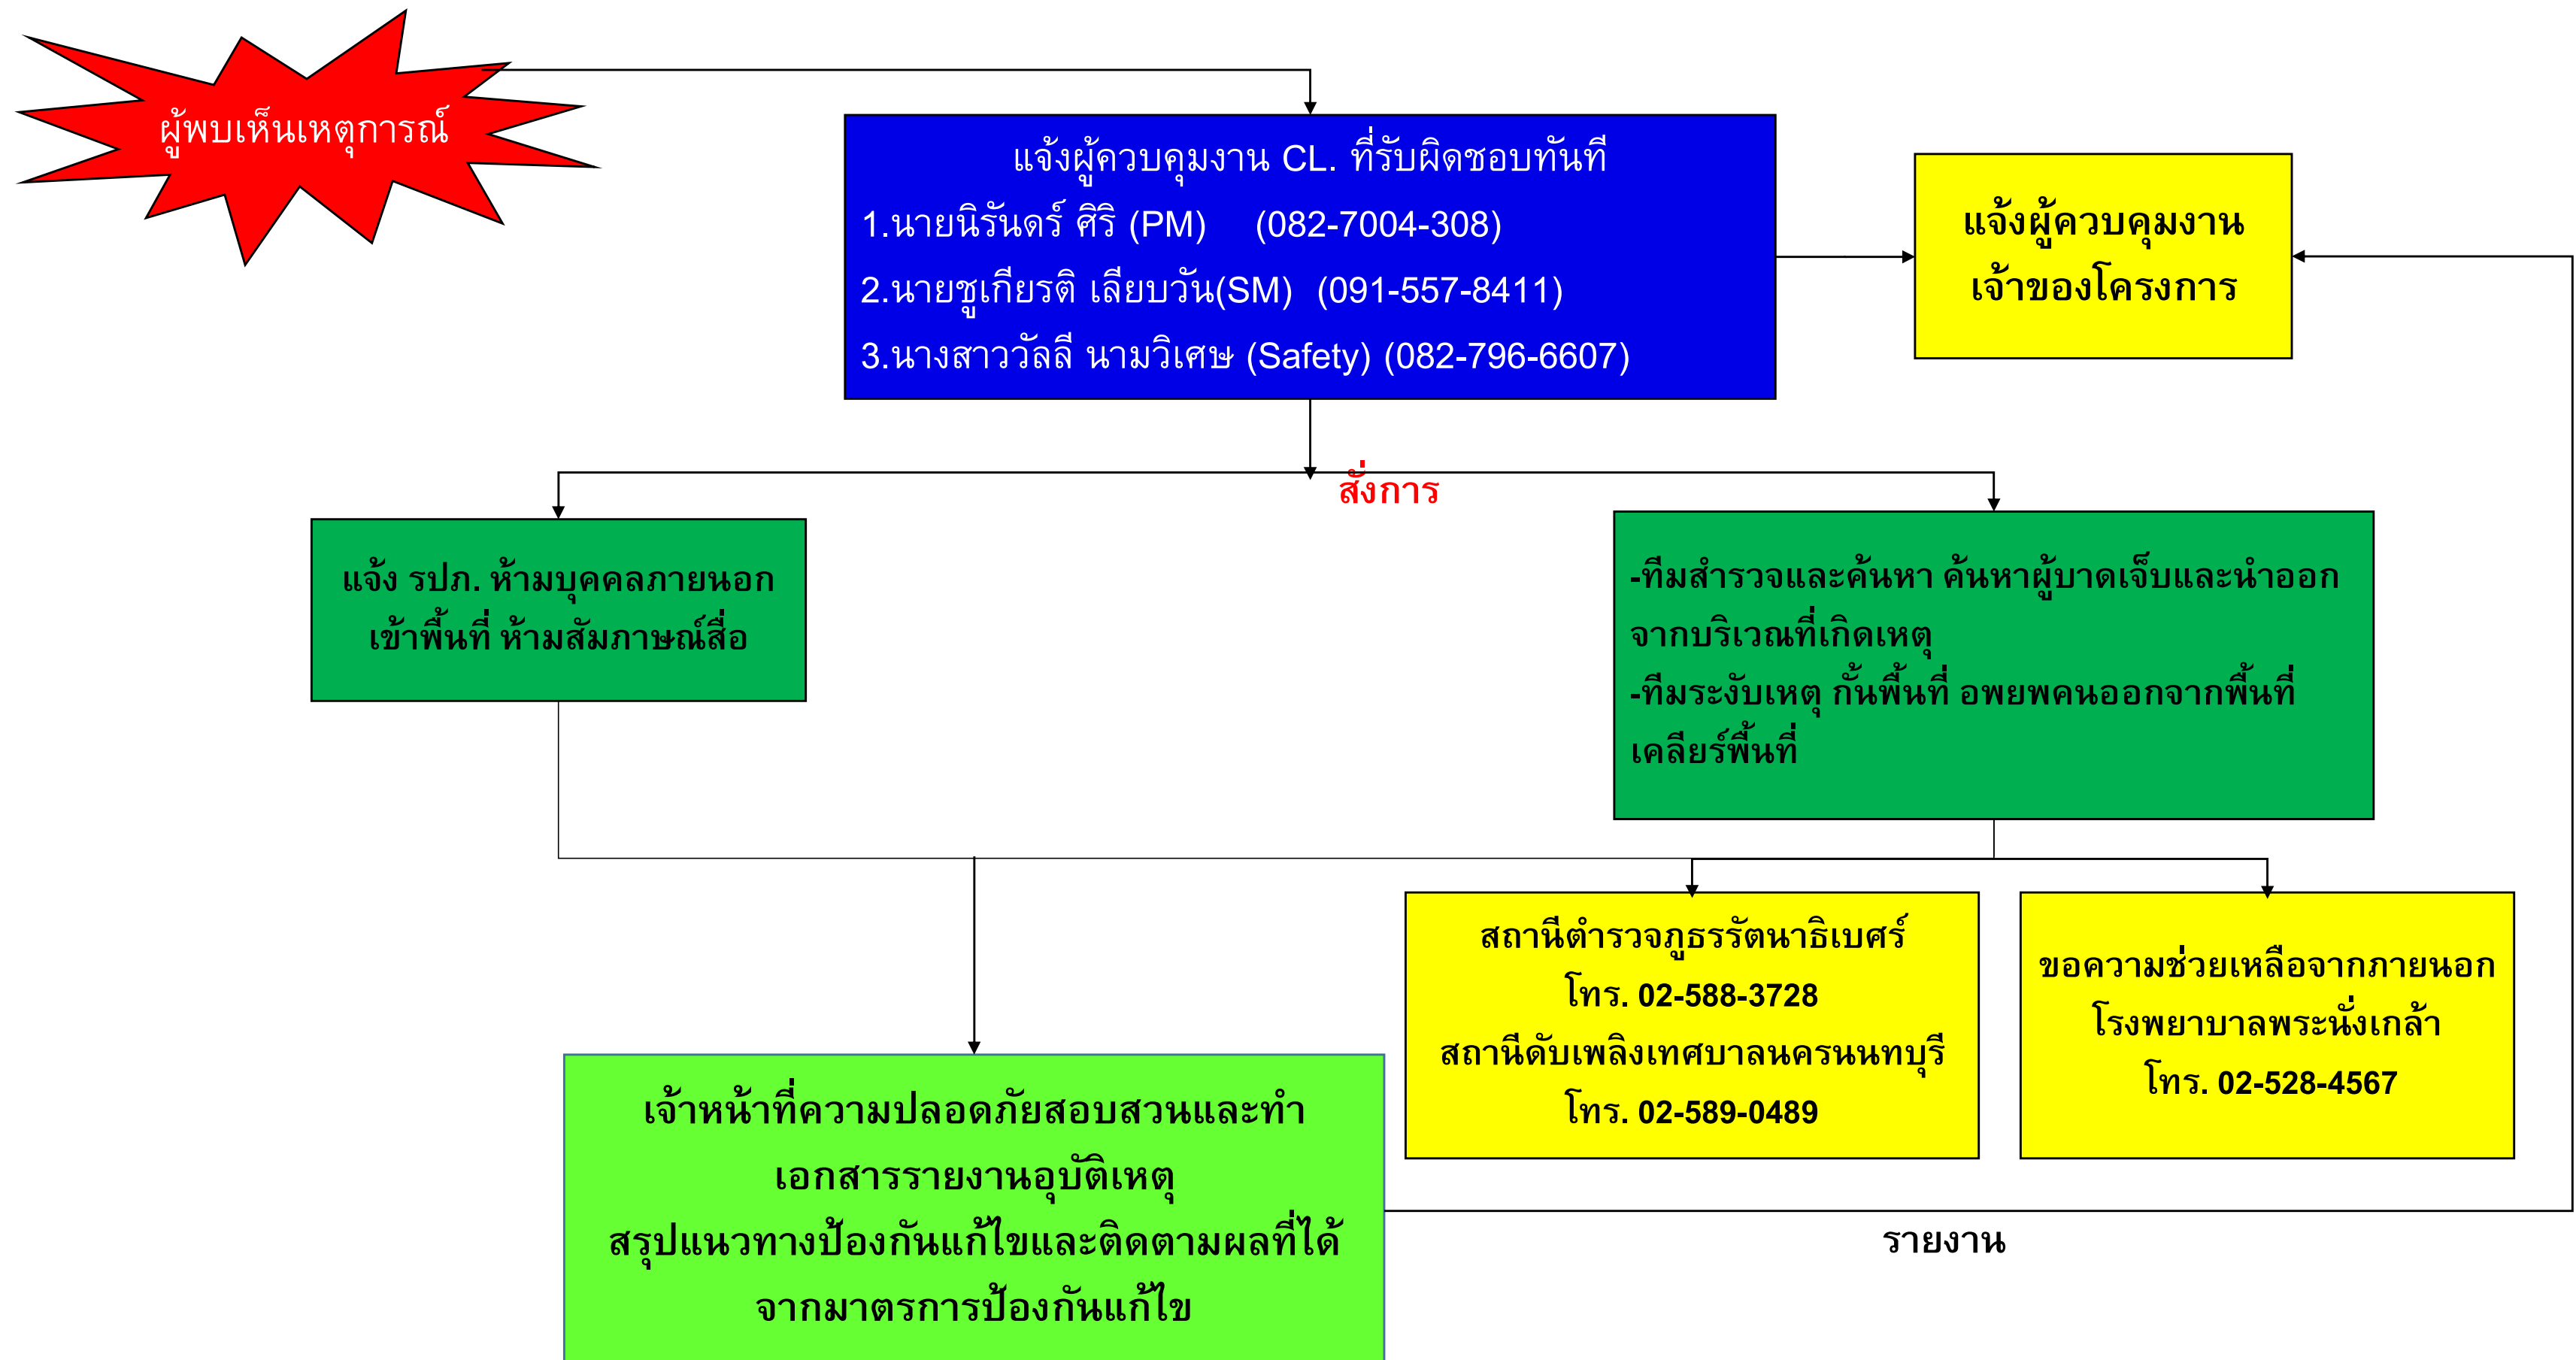 ผู้พบเห็นเหตุการณ์
แจ้งผู้ควบคุมงาน CL. ที่รับผิดชอบทันที
1.นายนิรันดร์ ศิริ (PM) (082-7004-308)
2.นายชูเกียรติ เลียบวัน(SM) (091-557-8411)
3.นางสาววัลลี นามวิเศษ (Safety) (082-796-6607)
แจ้งผู้ควบคุมงาน
เจ้าของโครงการ
สั่งการ
แจ้ง รปภ. ห้ามบุคคลภายนอก
เข้าพื้นที่ ห้ามสัมภาษณ์สื่อ
-ทีมสำรวจและค้นหา ค้นหาผู้บาดเจ็บและนำออก
จากบริเวณที่เกิดเหตุ
-ทีมระงับเหตุ กั้นพื้นที่ อพยพคนออกจากพื้นที่
เคลียร์พื้นที่
สถานีตำรวจภูธรรัตนาธิเบศร์
โทร. 02-588-3728
สถานีดับเพลิงเทศบาลนครนนทบุรี
โทร. 02-589-0489
ขอความช่วยเหลือจากภายนอก
โรงพยาบาลพระนั่งเกล้า
โทร. 02-528-4567
เจ้าหน้าที่ความปลอดภัยสอบสวนและทำ
เอกสารรายงานอุบัติเหตุ
สรุปแนวทางป้องกันแก้ไขและติดตามผลที่ได้
จากมาตรการป้องกันแก้ไข
รายงาน